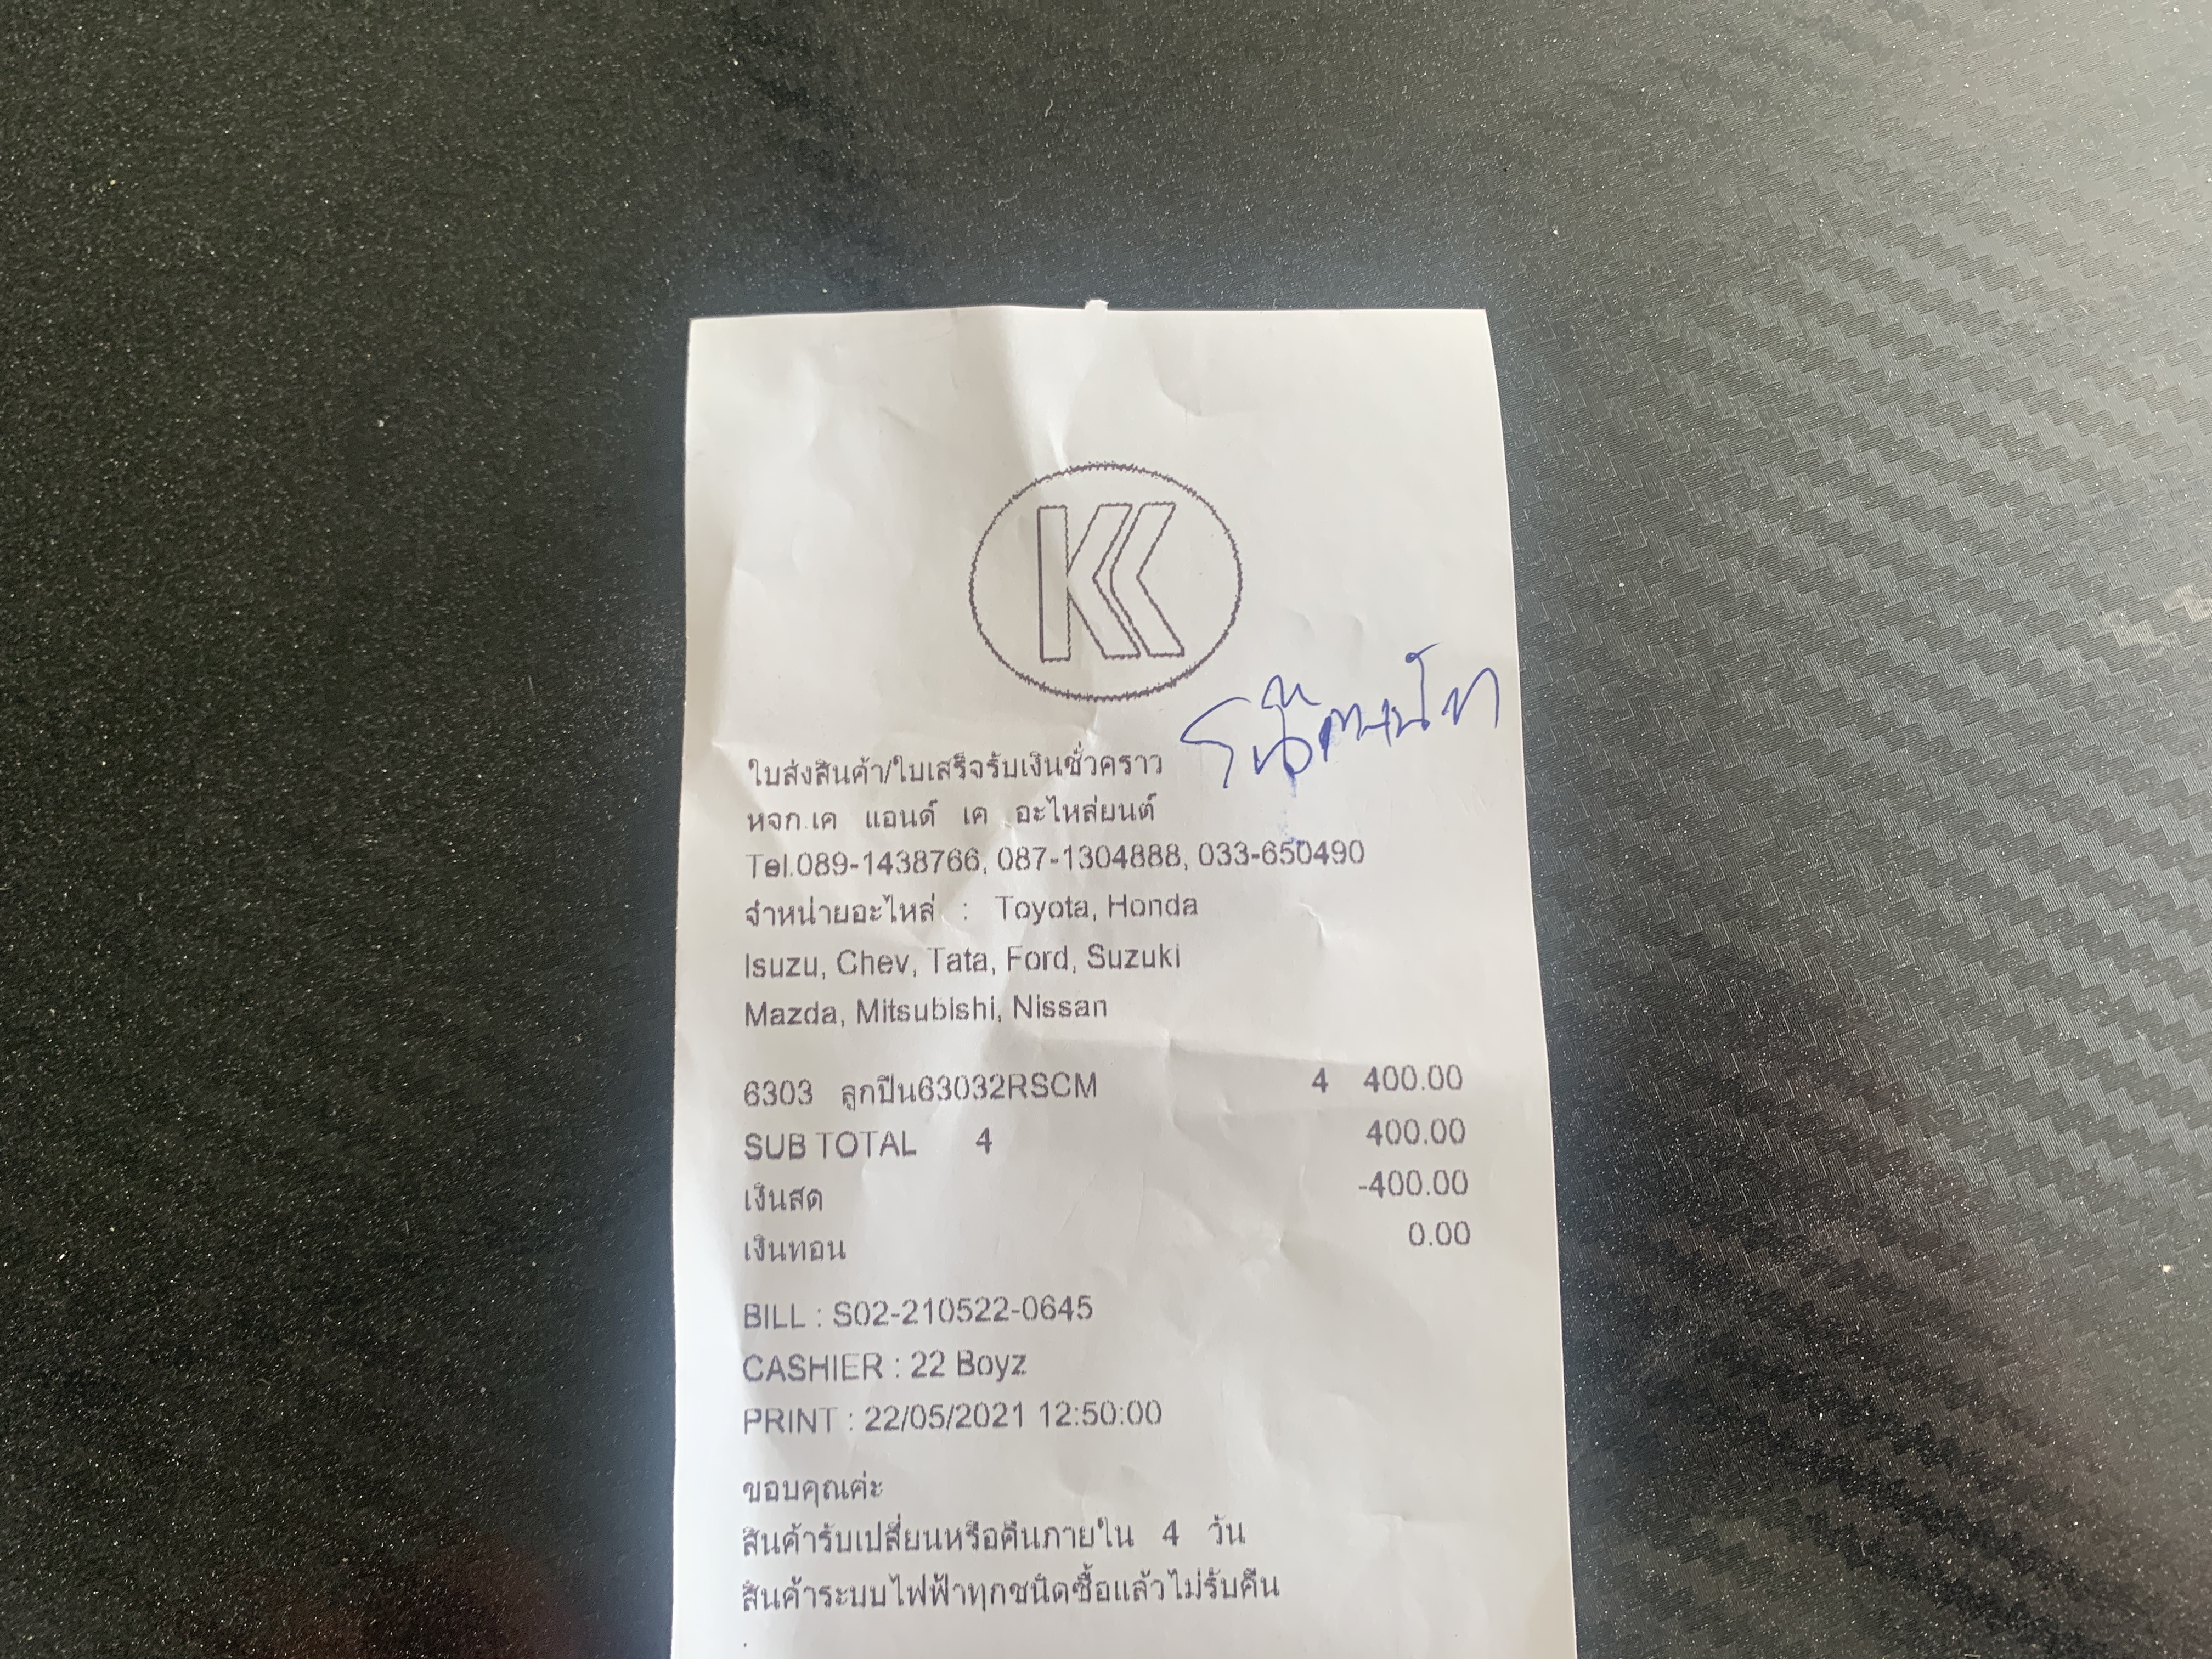 KK
ใบส่งสินค้า/ใบเสร็จรับเงินชั่วคราว
หจก.เค แอนด์ เค อะไหล่ยนต์
Tel.089-1438766, 087-1304888, 033-650490
จำหน่ายอะไหล่ : Toyota, Honda
Isuzu, Chev, Tata, Ford, Suzuki
Mazda, Mitsubishi, Nissan
6303 ลูกปืน63032RSCM 4 400.00
SUB TOTAL 4 400.00
เงินสด -400.00
เงินทอน 0.00
BILL : S02-210522-0645
CASHIER : 22 Boyz
PRINT : 22/05/2021 12:50:00
ขอบคุณค่ะ
สินค้ารับเปลี่ยนหรือคืนภายใน 4 วัน
สินค้าระบบไฟฟ้าทุกชนิดซื้อแล้วไม่รับคืน